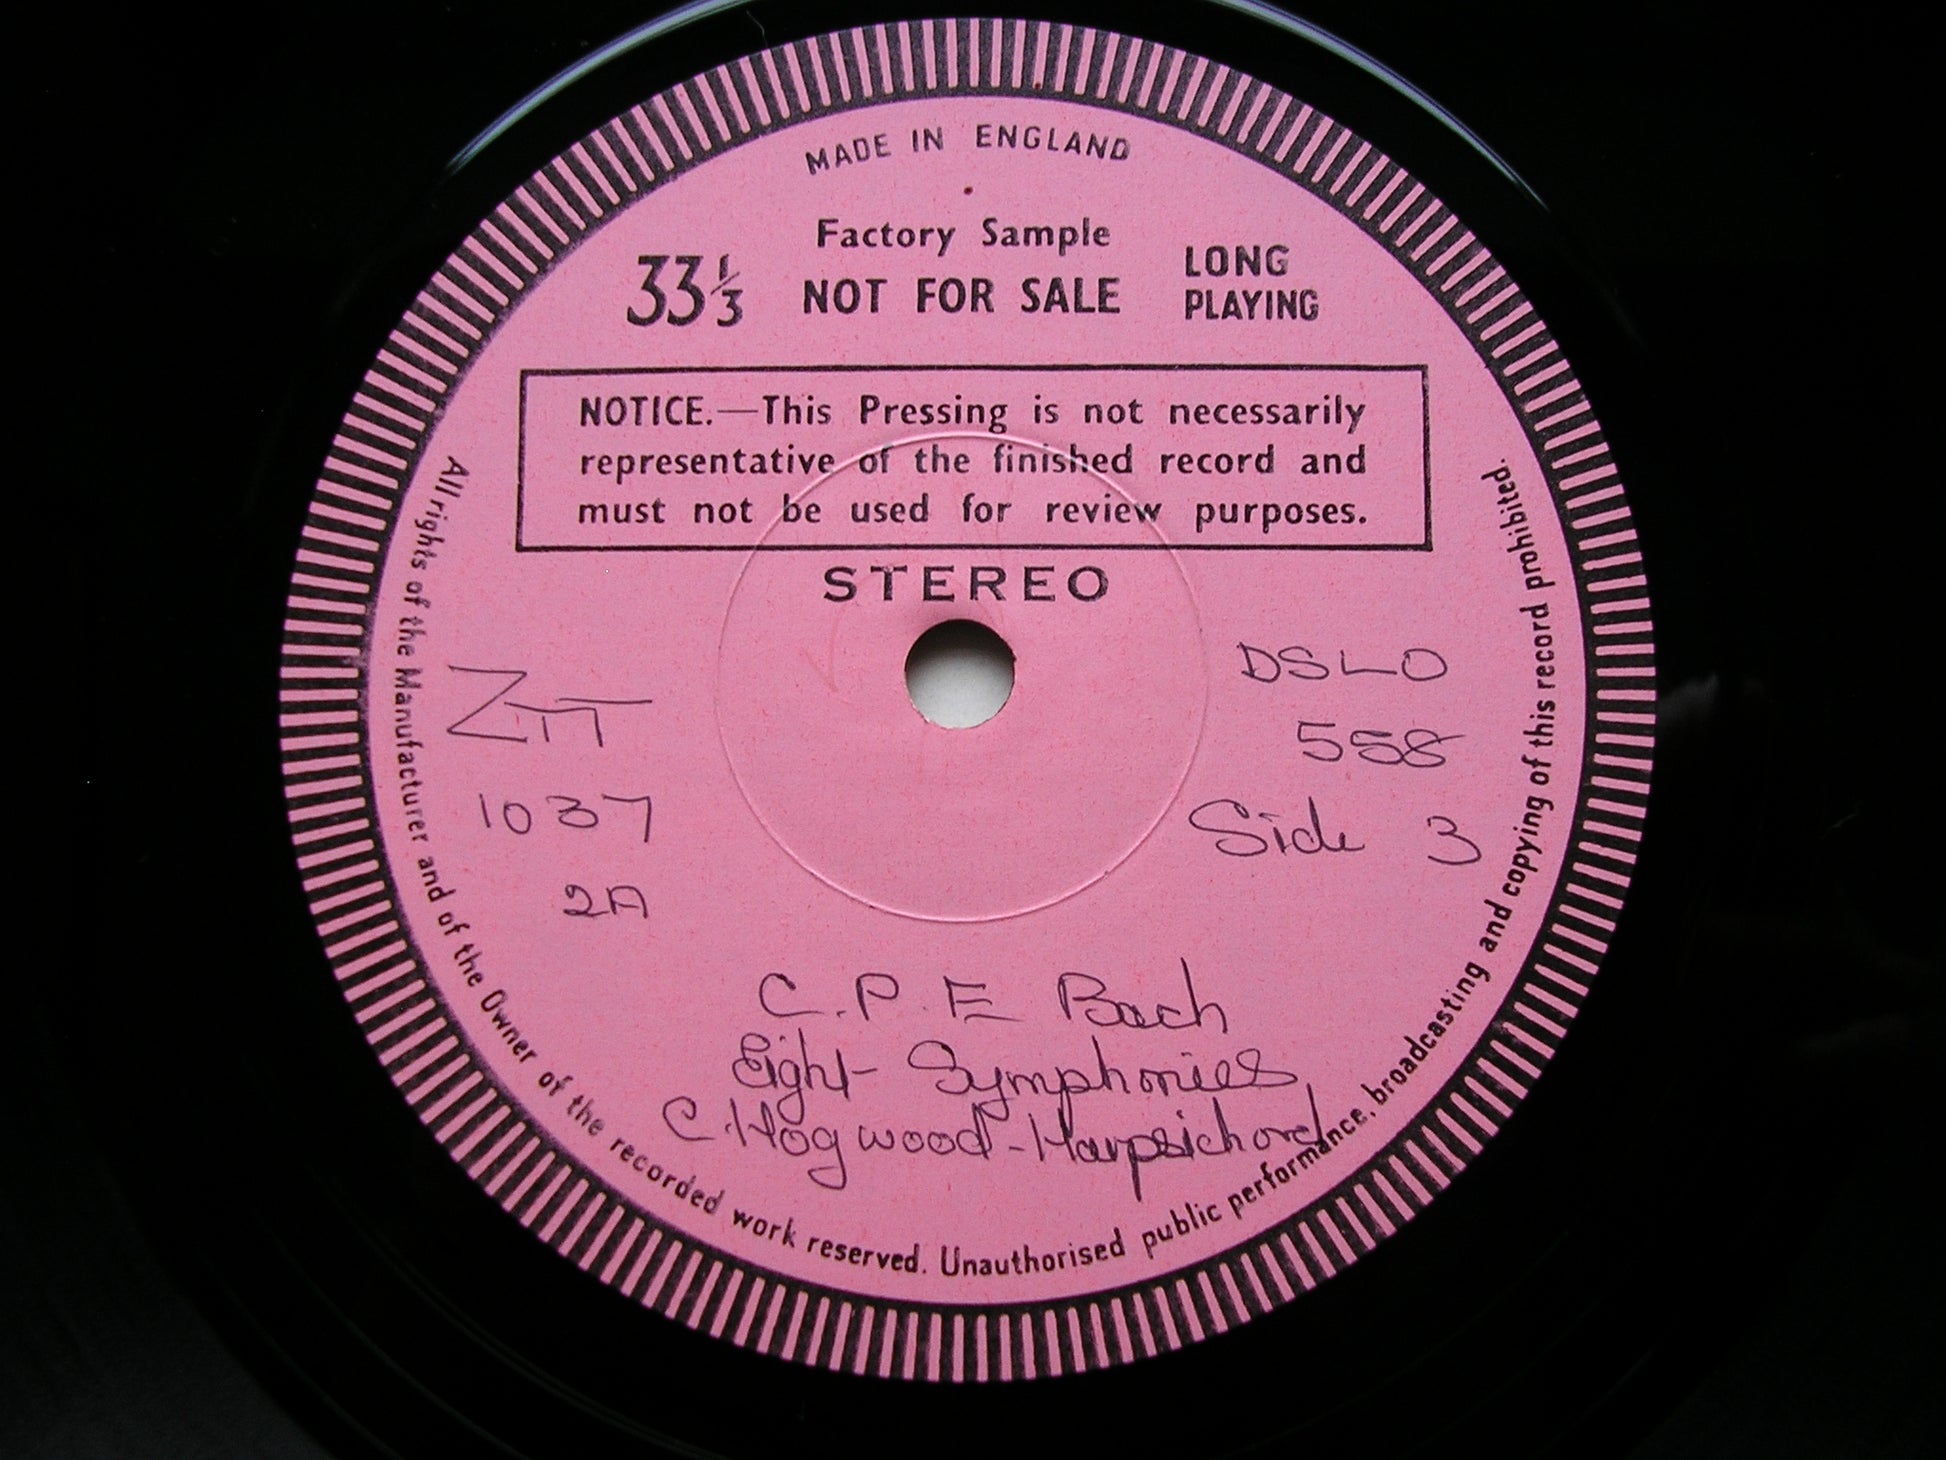 MADE IN ENGLAND
Factory Sample
33⅓ NOT FOR SALE
LONG
PLAYING
NOTICE.—This Pressing is not necessarily
representative of the finished record and
must not be used for review purposes.
STEREO
ZTT
1037
2A
DSLO
558
Side 3
C.P.E Bach
Eight Symphonies,
C.Hogwood-Harpsichord
All rights of the Manufacturer and of the Owner of the recorded work reserved. Unauthorised public performance, broadcasting and copying of this record prohibited.